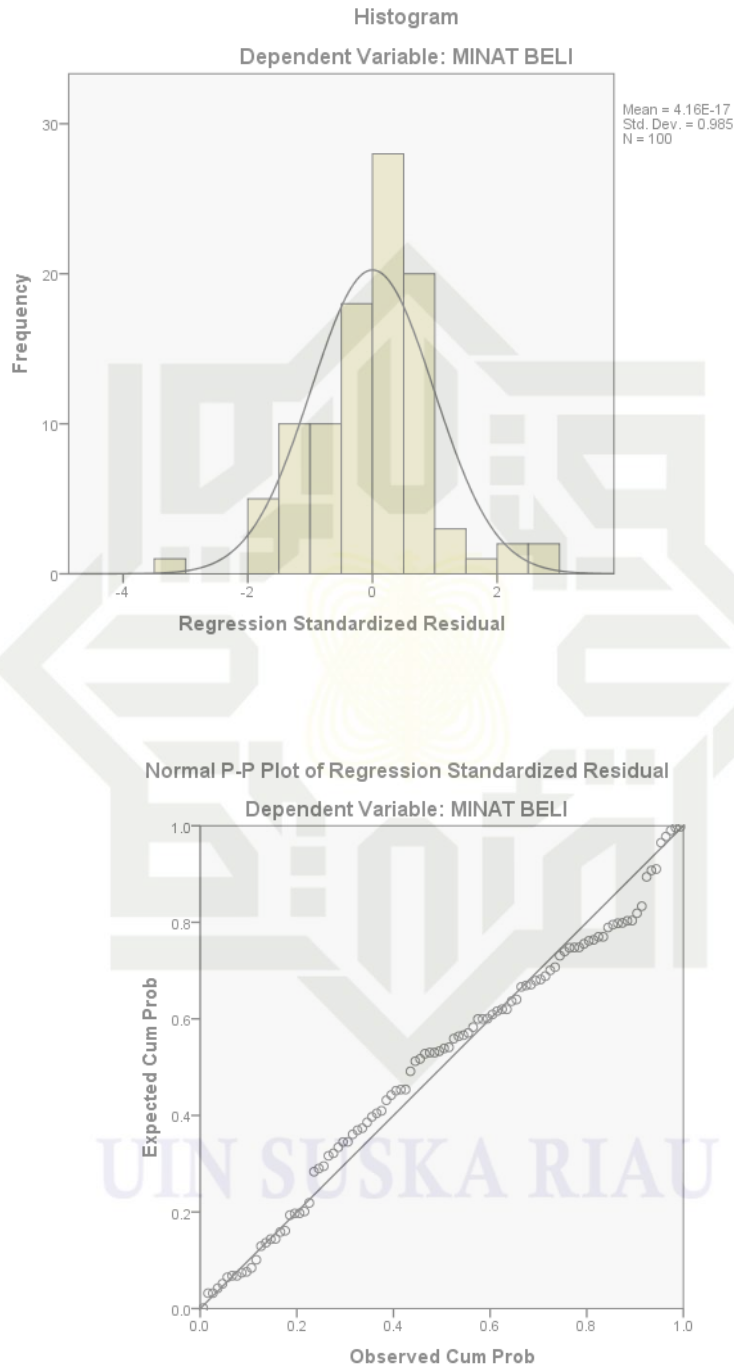 Histogram
Dependent Variable: MINAT BELI
Mean = 4.16E-17
Std. Dev. = 0.985
N = 100
30
20
10
0
Frequency
-4
-2
0
2
Regression Standardized Residual
Normal P-P Plot of Regression Standardized Residual
Dependent Variable: MINAT BELI
1.0
0.8
0.6
0.4
0.2
0.0
Expected Cum Prob
0.0
0.2
0.4
0.6
0.8
1.0
Observed Cum Prob
UIN SUSKA RIAU